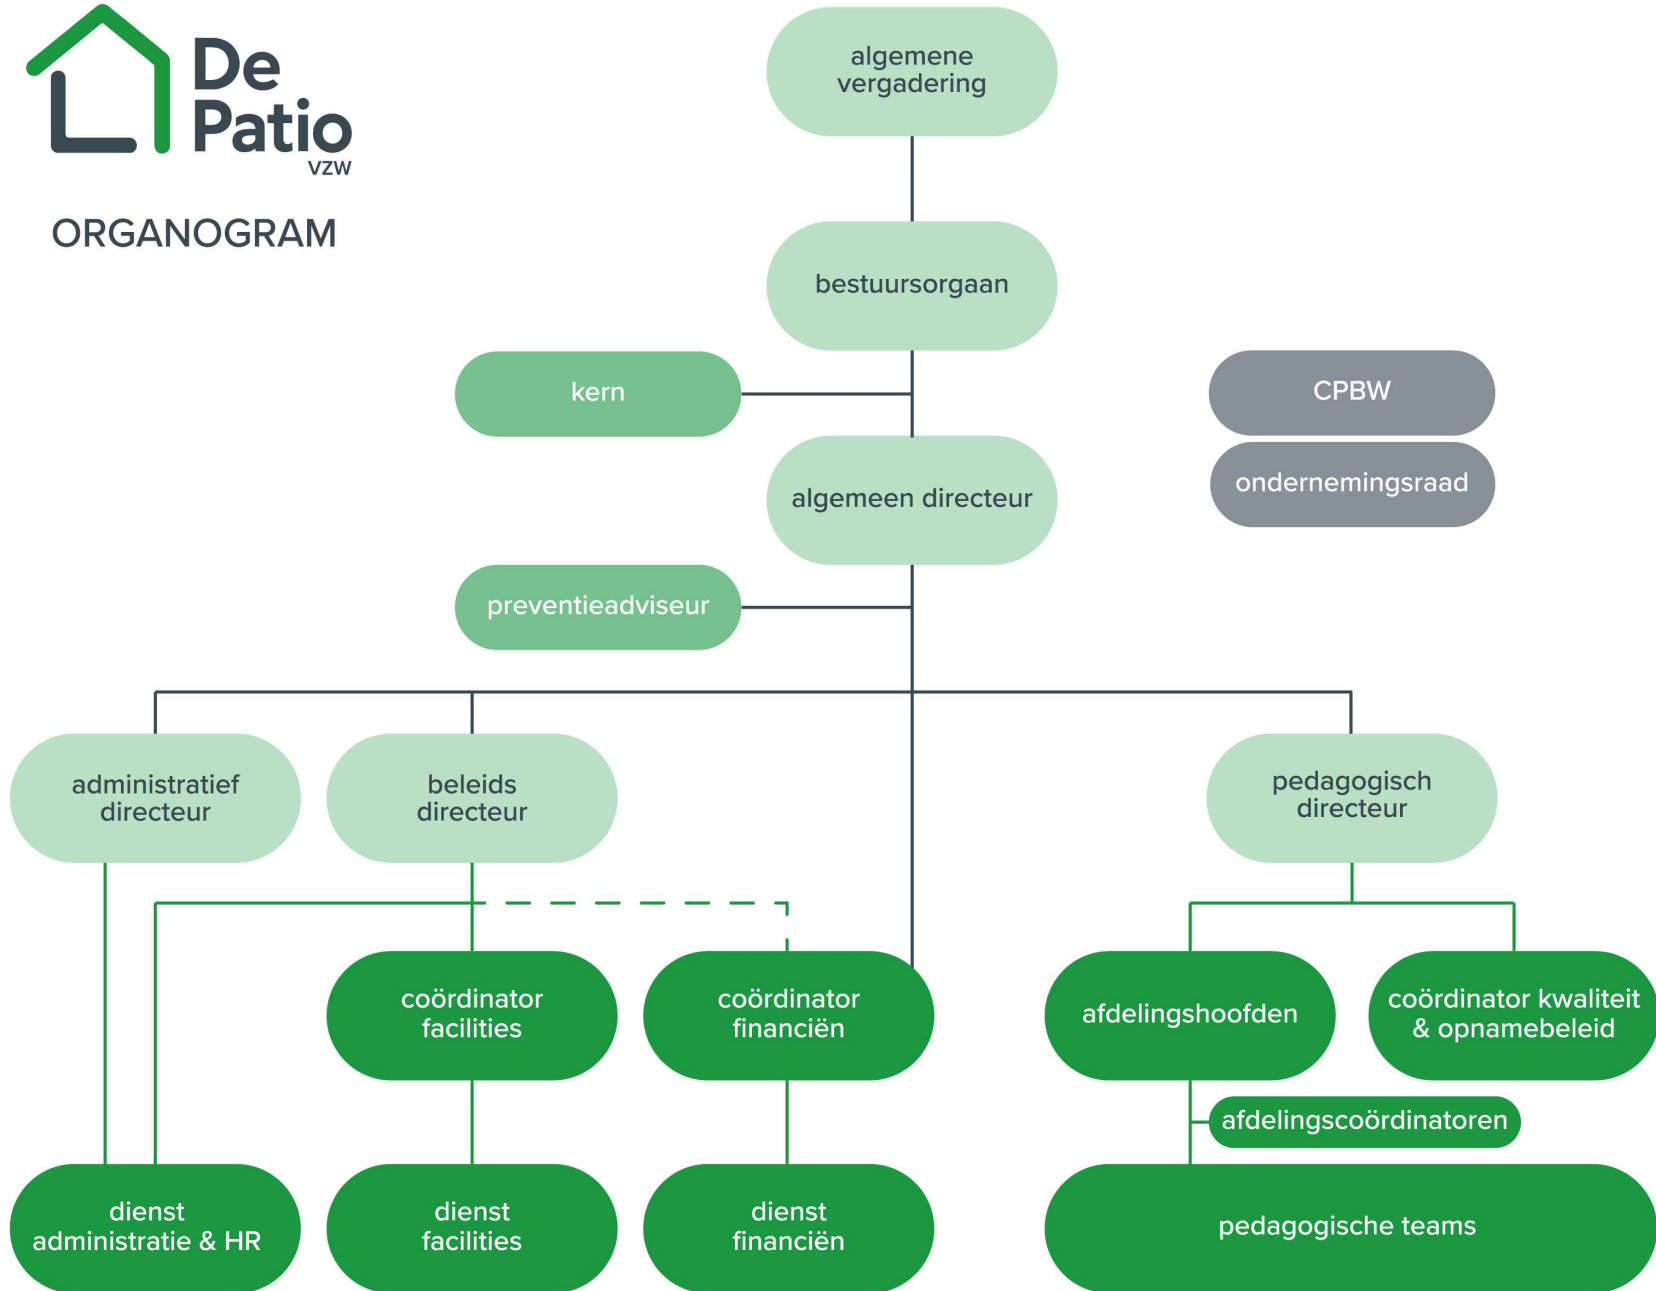 De
Patio
VZW
ORGANOGRAM
algemene
vergadering
bestuursorgaan
kern
CPBW
ondernemingsraad
algemeen directeur
preventieadviseur
administratief
directeur
beleids
directeur
pedagogisch
directeur
coördinator
facilities
coördinator
financiën
afdelingshoofden
coördinator kwaliteit
& opnamebeleid
afdelingscoördinatoren
dienst
administratie & HR
dienst
facilities
dienst
financiën
pedagogische teams